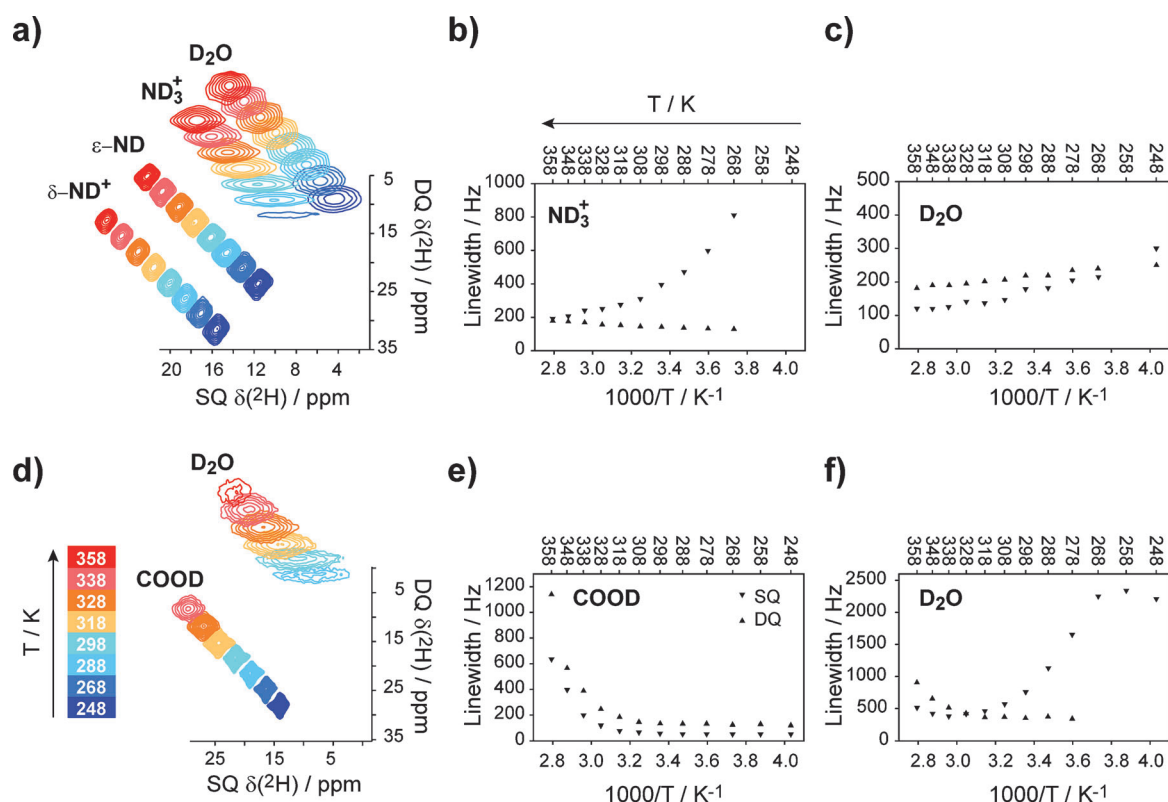 a)
D2O
ND3+
ε–ND
δ–ND+
5
15
25
35
DQ δ(2H) / ppm
20 16 12 8 4
SQ δ(2H) / ppm
b)
T / K
358 348 338 328 318 308 298 288 278 268 258 248
1000
800
600
400
200
0
Linewidth / Hz
ND3+
2.8 3.0 3.2 3.4 3.6 3.8 4.0
1000/T / K-1
c)
358 348 338 328 318 308 298 288 278 268 258 248
500
400
300
200
100
0
Linewidth / Hz
D2O
2.8 3.0 3.2 3.4 3.6 3.8 4.0
1000/T / K-1
d)
D2O
COOD
T / K
358
338
328
318
298
288
268
248
5
15
25
35
DQ δ(2H) / ppm
25 15 5
SQ δ(2H) / ppm
e)
358 348 338 328 318 308 298 288 278 268 258 248
1200
1000
800
600
400
200
0
Linewidth / Hz
COOD
SQ
DQ
2.8 3.0 3.2 3.4 3.6 3.8 4.0
1000/T / K-1
f)
358 348 338 328 318 308 298 288 278 268 258 248
2500
2000
1500
1000
500
0
Linewidth / Hz
D2O
2.8 3.0 3.2 3.4 3.6 3.8 4.0
1000/T / K-1